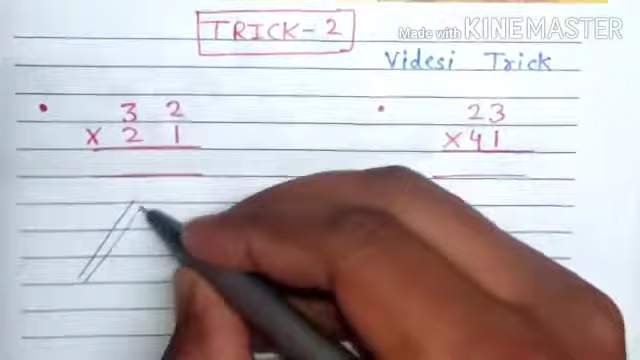 Made with KINEMASTER
TRICK-2
Videsi Trick
• 32
× 21
• 23
× 41